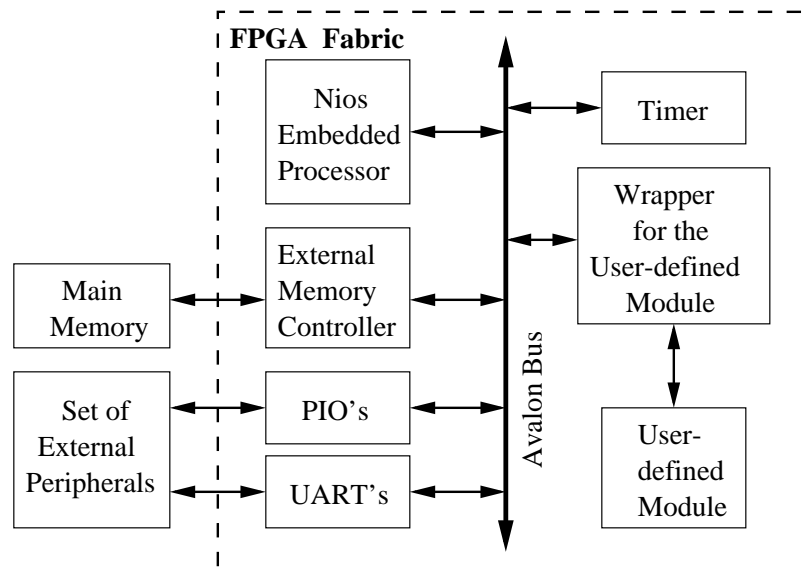 FPGA Fabric
Nios
Embedded
Processor
Timer
Wrapper
for the
User-defined
Module
External
Memory
Controller
Main
Memory
Avalon Bus
Set of
External
Peripherals
PIO's
UART's
User-
defined
Module